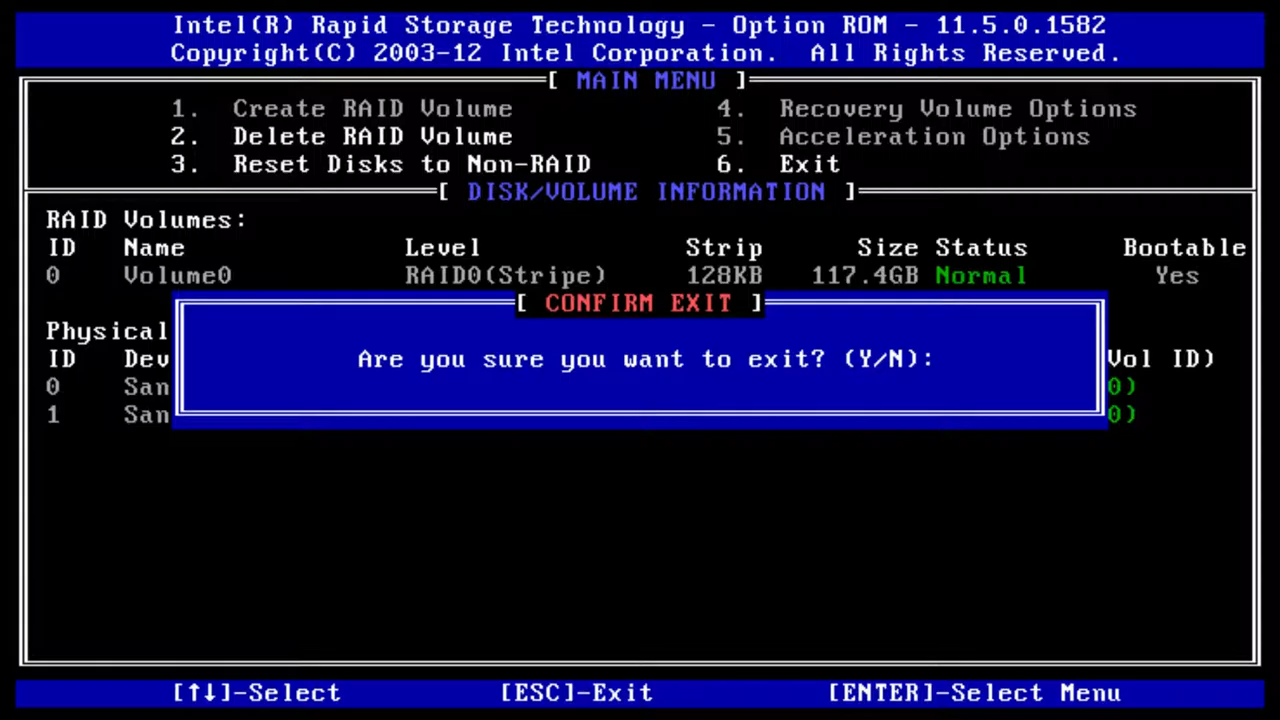 Intel(R) Rapid Storage Technology - Option ROM - 11.5.0.1582
Copyright(C) 2003-12 Intel Corporation. All Rights Reserved.
[ MAIN MENU ]
1. Create RAID Volume 4. Recovery Volume Options
2. Delete RAID Volume 5. Acceleration Options
3. Reset Disks to Non-RAID 6. Exit
[ DISK/VOLUME INFORMATION ]
RAID Volumes:
ID Name Level Strip Size Status Bootable
0 Volume0 RAID0(Stripe) 128KB 117.4GB Normal Yes
[ CONFIRM EXIT ]
Physical
ID Dev Are you sure you want to exit? (Y/N): Vol ID)
0 San 0)
1 San 0)
[↑↓]-Select [ESC]-Exit [ENTER]-Select Menu